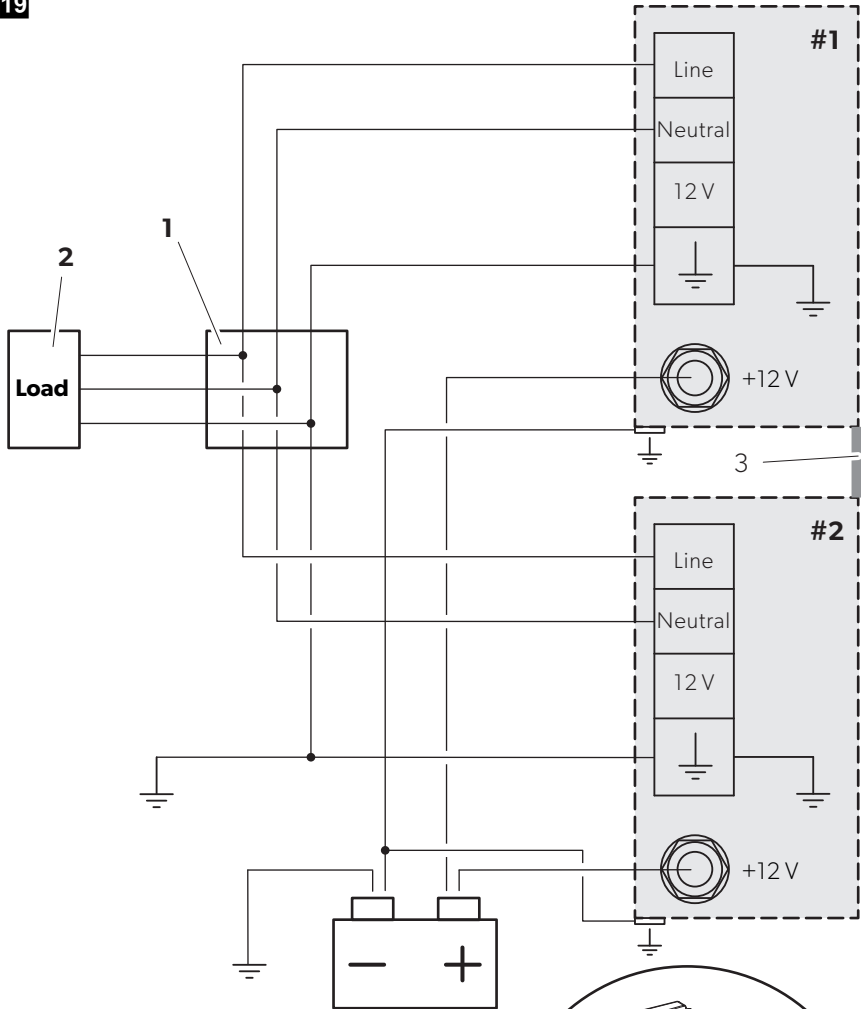 19
#1
Line
Neutral
12 V
1
2
Load
+12 V
3
#2
Line
Neutral
12 V
+12 V
− +